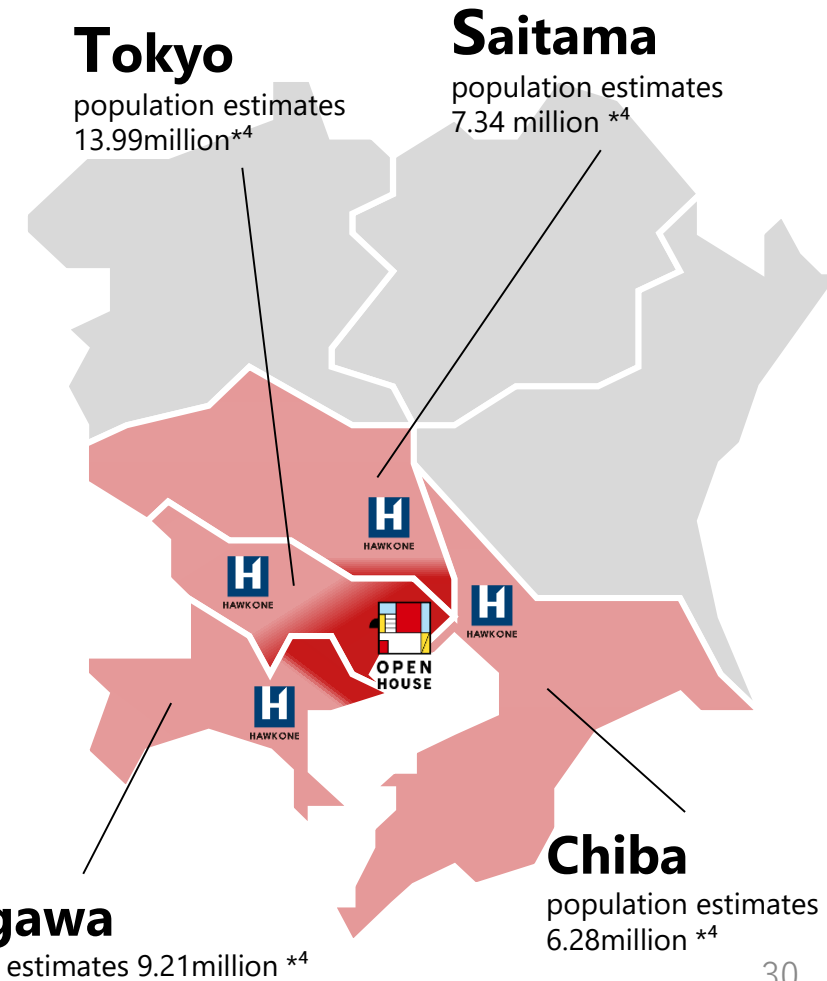 Tokyo
population estimates
13.99million*4
Saitama
population estimates
7.34 million *4
H
HAWKONE
H
HAWKONE
H
HAWKONE
OPEN
HOUSE
H
HAWKONE
Chiba
population estimates
6.28million *4
gawa
estimates 9.21million *4
30